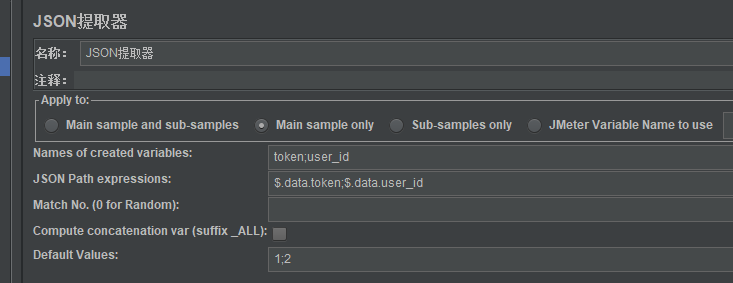 JSON提取器
名称： JSON提取器
注释：
Apply to:
Main sample and sub-samples Main sample only Sub-samples only JMeter Variable Name to use
Names of created variables: token;user_id
JSON Path expressions: $.data.token;$.data.user_id
Match No. (0 for Random):
Compute concatenation var (suffix _ALL):
Default Values: 1;2